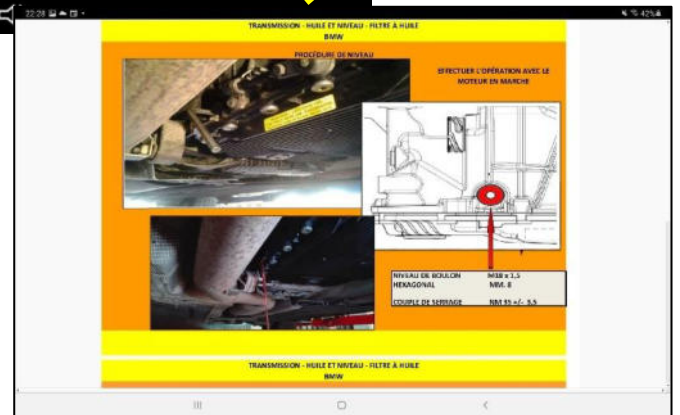 22:28
42%
TRANSMISSION - HUILE ET NIVEAU - FILTRE À HUILE
BMW
PROCÉDURE DE NIVEAU
EFFECTUER L'OPÉRATION AVEC LE
MOTEUR EN MARCHE
NIVEAU DE BOULON M18 x 1,5
HEXAGONAL MM. 8
COUPLE DE SERRAGE NM 35 +/- 3,5
TRANSMISSION - HUILE ET NIVEAU - FILTRE À HUILE
BMW